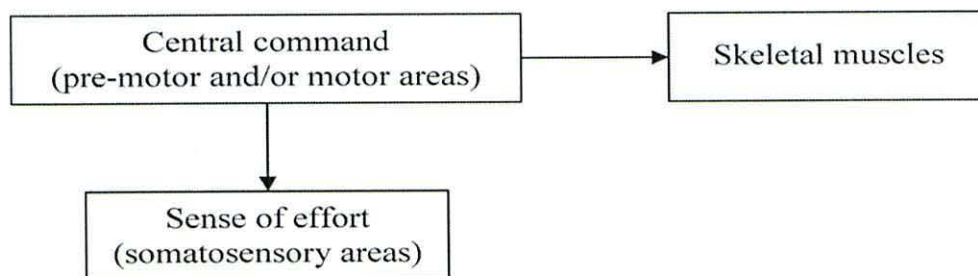 Central command
(pre-motor and/or motor areas)
Skeletal muscles
Sense of effort
(somatosensory areas)